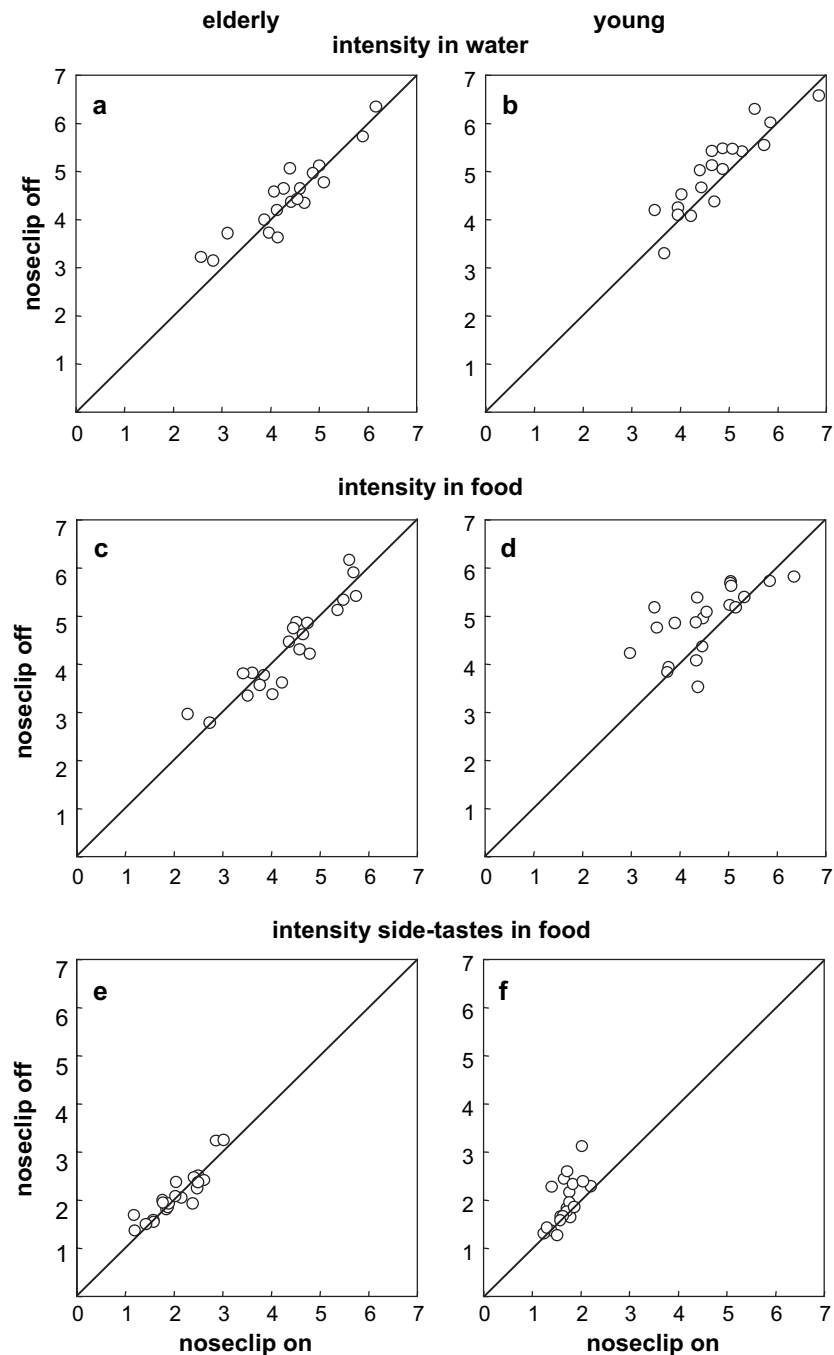 elderly young
intensity in water
a b
noseclip off
7 7
6 6
5 5
4 4
3 3
2 2
1 1
0 1 2 3 4 5 6 7 0 1 2 3 4 5 6 7
intensity in food
c d
noseclip off
7 7
6 6
5 5
4 4
3 3
2 2
1 1
0 1 2 3 4 5 6 7 0 1 2 3 4 5 6 7
intensity side-tastes in food
e f
noseclip off
7 7
6 6
5 5
4 4
3 3
2 2
1 1
0 1 2 3 4 5 6 7 0 1 2 3 4 5 6 7
noseclip on noseclip on